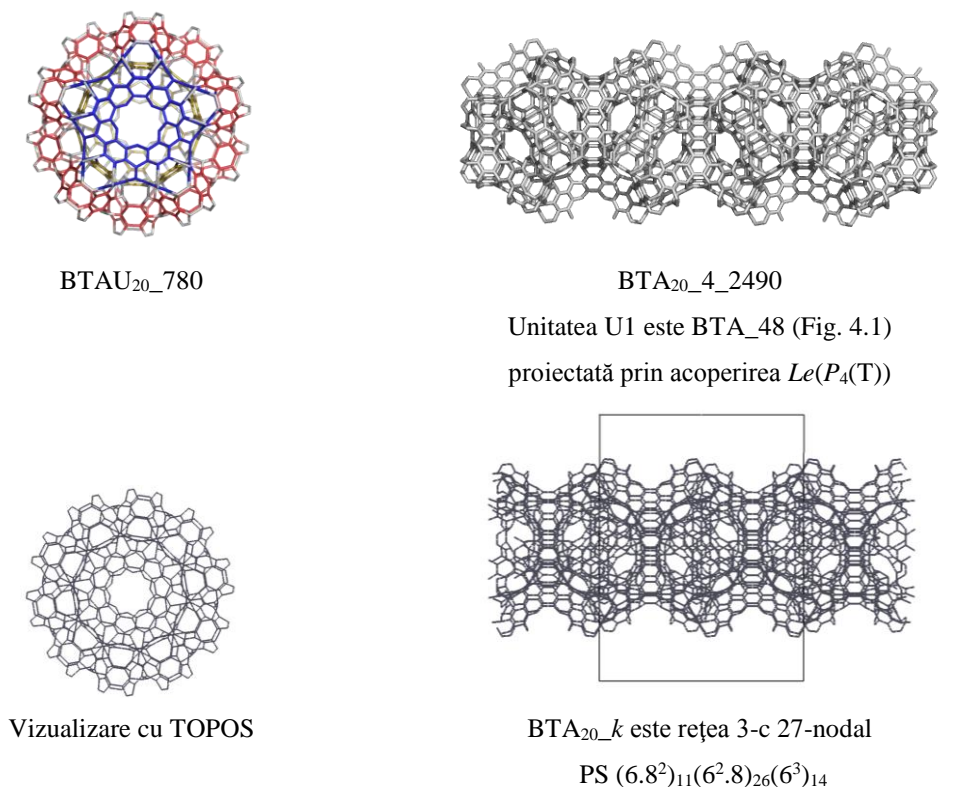 BTAU₂₀_780
BTA₂₀_4_2490
Unitatea U1 este BTA_48 (Fig. 4.1)
proiectată prin acoperirea Le(P₄(T))
Vizualizare cu TOPOS
BTA₂₀_k este reţea 3-c 27-nodal
PS (6.8²)₁₁(6².8)₂₆(6³)₁₄